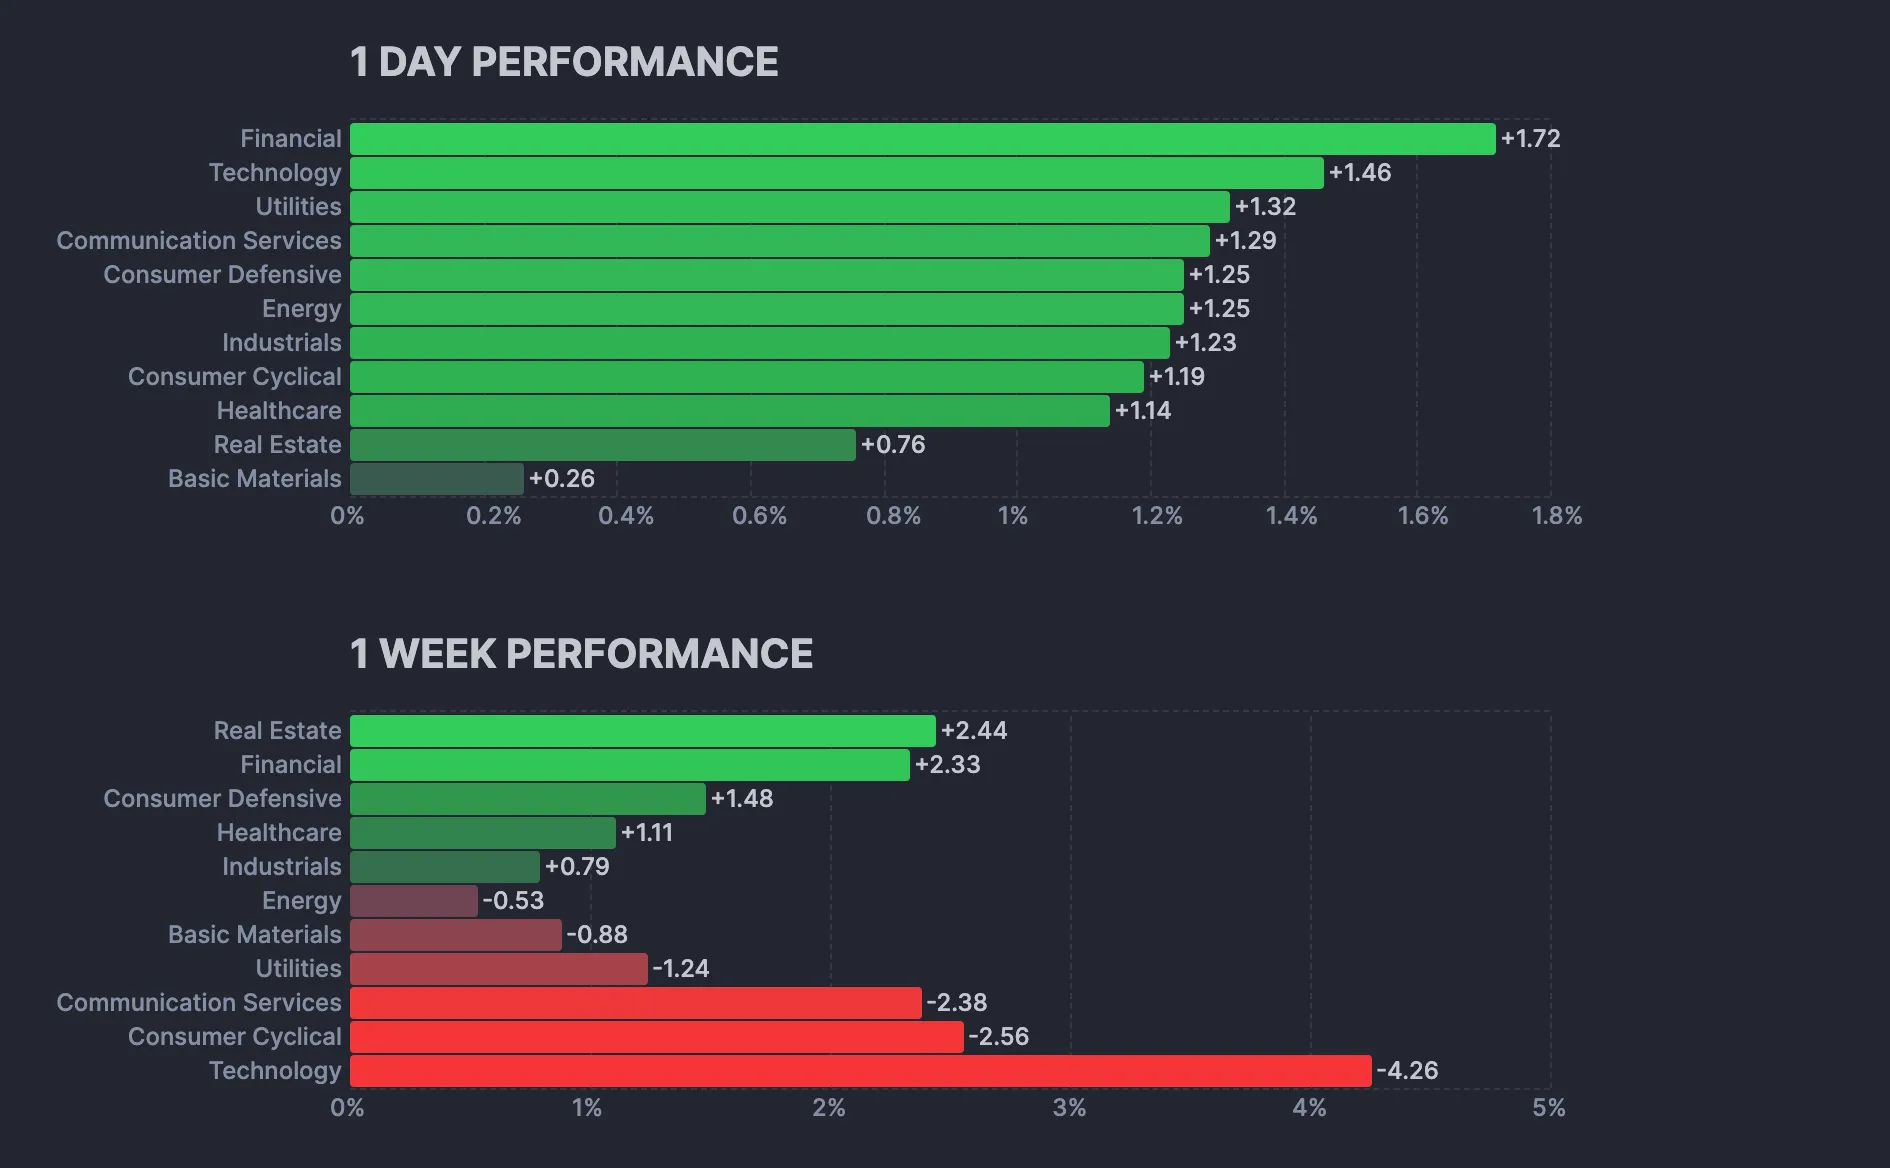 1 DAY PERFORMANCE
Financial +1.72
Technology +1.46
Utilities +1.32
Communication Services +1.29
Consumer Defensive +1.25
Energy +1.25
Industrials +1.23
Consumer Cyclical +1.19
Healthcare +1.14
Real Estate +0.76
Basic Materials +0.26
0% 0.2% 0.4% 0.6% 0.8% 1% 1.2% 1.4% 1.6% 1.8%
1 WEEK PERFORMANCE
Real Estate +2.44
Financial +2.33
Consumer Defensive +1.48
Healthcare +1.11
Industrials +0.79
Energy -0.53
Basic Materials -0.88
Utilities -1.24
Communication Services -2.38
Consumer Cyclical -2.56
Technology -4.26
0% 1% 2% 3% 4% 5%